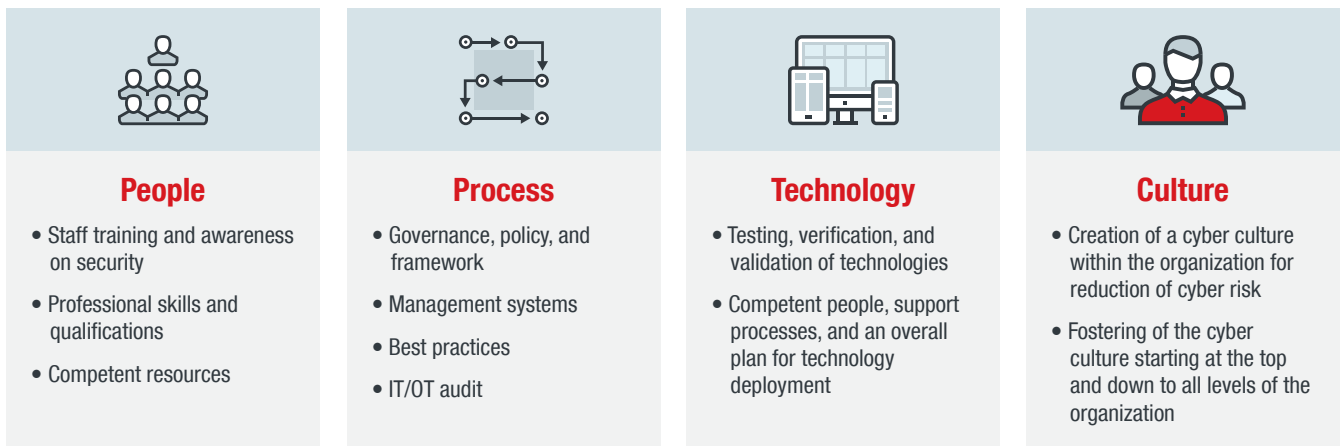 People
• Staff training and awareness
on security
• Professional skills and
qualifications
• Competent resources
Process
• Governance, policy, and
framework
• Management systems
• Best practices
• IT/OT audit
Technology
• Testing, verification, and
validation of technologies
• Competent people, support
processes, and an overall
plan for technology
deployment
Culture
• Creation of a cyber culture
within the organization for
reduction of cyber risk
• Fostering of the cyber
culture starting at the top
and down to all levels of the
organization